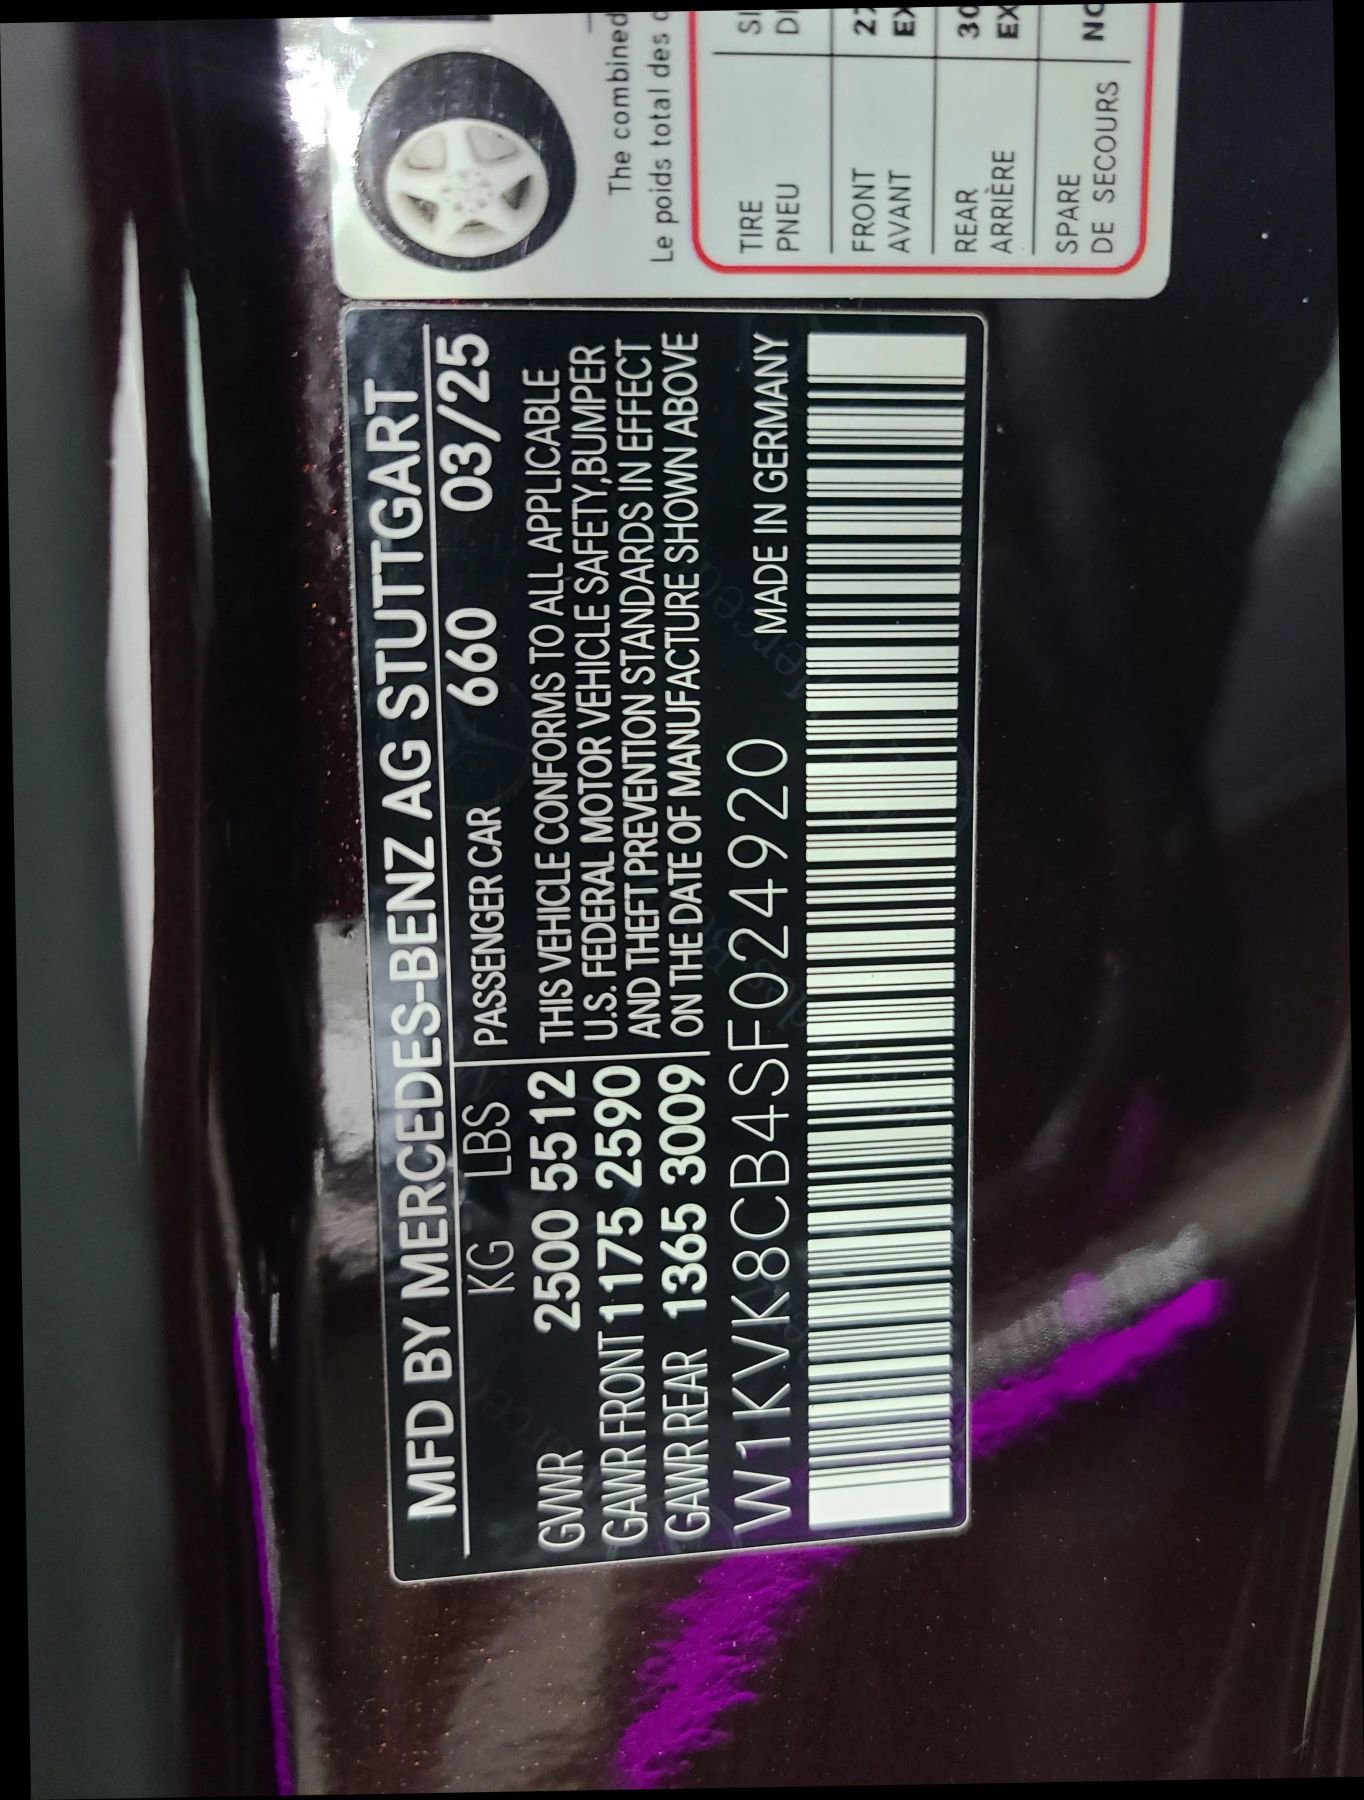 MFD BY MERCEDES-BENZ AG STUTTGART
KG LBS PASSENGER CAR 660 03/25
GVWR 2500 5512 THIS VEHICLE CONFORMS TO ALL APPLICABLE
GAWR FRONT 1175 2590 U.S. FEDERAL MOTOR VEHICLE SAFETY,BUMPER
GAWR REAR 1365 3009 AND THEFT PREVENTION STANDARDS IN EFFECT
ON THE DATE OF MANUFACTURE SHOWN ABOVE
W1KVK8CB4SF024920 MADE IN GERMANY
The combined
Le poids total des
TIRE
PNEU
FRONT
AVANT
REAR
ARRIÈRE
SPARE
DE SECOURS